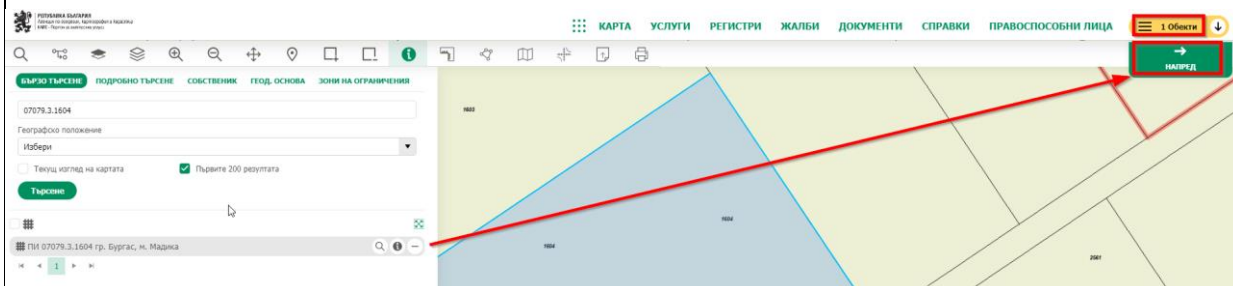 РЕПУБЛИКА БЪЛГАРИЯ
КАРТА УСЛУГИ РЕГИСТРИ ЖАЛБИ ДОКУМЕНТИ СПРАВКИ ПРАВОСПОСОБНИ ЛИЦА 1 Обекти
НАПРЕД
БЪРЗО ТЪРСЕНЕ ПОДРОБНО ТЪРСЕНЕ СОБСТВЕНИК ГЕОД. ОСНОВА ЗОНИ НА ОГРАНИЧЕНИЯ
07079.3.1604
Географско положение
Избери
Текущ изглед на картата Първите 200 резултата
Търсене
ПИ 07079.3.1604 гр. Бургас, м. Мадика
1
1604
1604
2561